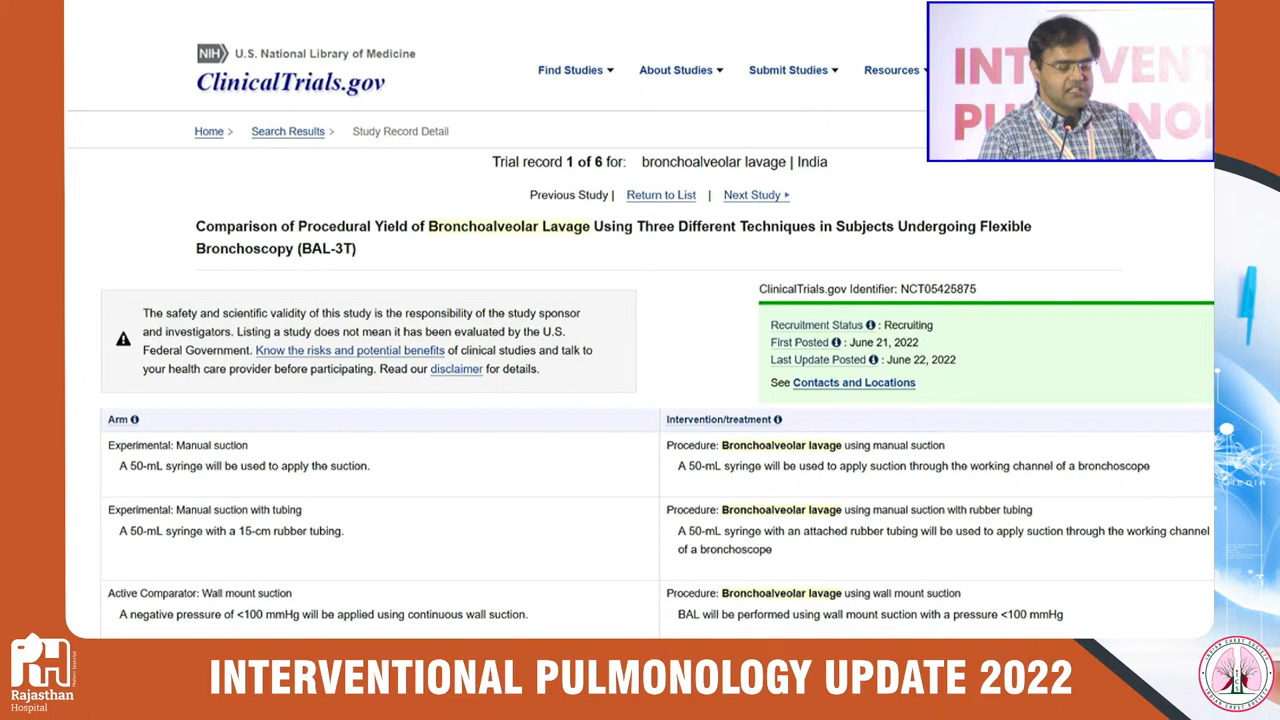 NIH U.S. National Library of Medicine
ClinicalTrials.gov
Find Studies
About Studies
Submit Studies
Resources
INTERVEN
PULMONO
Home >
Search Results >
Study Record Detail
Trial record 1 of 6 for: bronchoalveolar lavage | India
Previous Study | Return to List | Next Study
Comparison of Procedural Yield of Bronchoalveolar Lavage Using Three Different Techniques in Subjects Undergoing Flexible
Bronchoscopy (BAL-3T)
The safety and scientific validity of this study is the responsibility of the study sponsor
and investigators. Listing a study does not mean it has been evaluated by the U.S.
Federal Government. Know the risks and potential benefits of clinical studies and talk to
your health care provider before participating. Read our disclaimer for details.
ClinicalTrials.gov Identifier: NCT05425875
Recruitment Status : Recruiting
First Posted : June 21, 2022
Last Update Posted : June 22, 2022
See Contacts and Locations
Arm
Intervention/treatment
Experimental: Manual suction
A 50-mL syringe will be used to apply the suction.
Procedure: Bronchoalveolar lavage using manual suction
A 50-mL syringe will be used to apply suction through the working channel of a bronchoscope
Experimental: Manual suction with tubing
A 50-mL syringe with a 15-cm rubber tubing.
Procedure: Bronchoalveolar lavage using manual suction with rubber tubing
A 50-mL syringe with an attached rubber tubing will be used to apply suction through the working channel
of a bronchoscope
Active Comparator: Wall mount suction
A negative pressure of <100 mmHg will be applied using continuous wall suction.
Procedure: Bronchoalveolar lavage using wall mount suction
BAL will be performed using wall mount suction with a pressure <100 mmHg
Rajasthan
Hospital
INTERVENTIONAL PULMONOLOGY UPDATE 2022
INDIAN CHEST SOCIETY